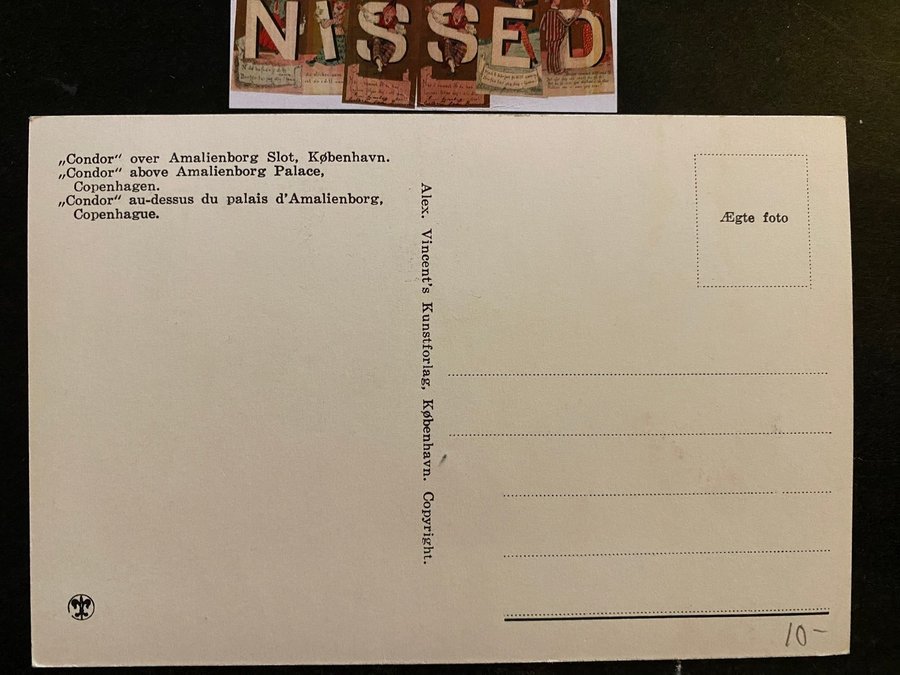 NISSED
„Condor“ over Amalienborg Slot, København.
„Condor“ above Amalienborg Palace,
Copenhagen.
„Condor“ au-dessus du palais d'Amalienborg,
Copenhague.
Alex. Vincent's Kunstforlag, København. Copyright.
Ægte foto
10-